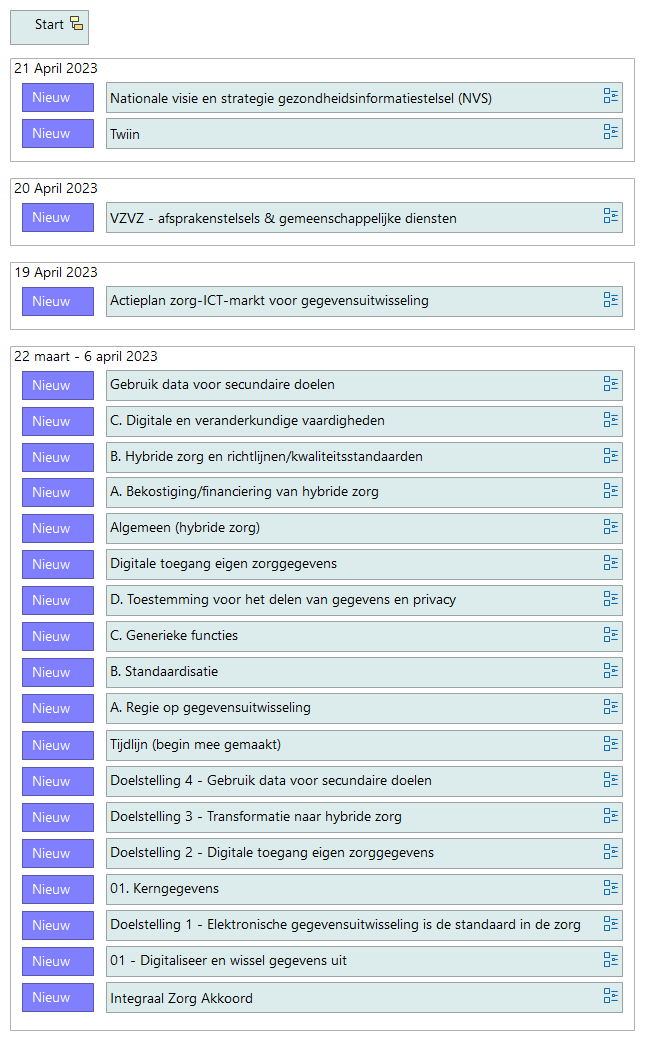 Start
21 April 2023
Nieuw Nationale visie en strategie gezondheidsinformatiestelsel (NVS)
Nieuw Twiin
20 April 2023
Nieuw VZVZ - afsprakenstelsels & gemeenschappelijke diensten
19 April 2023
Nieuw Actieplan zorg-ICT-markt voor gegevensuitwisseling
22 maart - 6 april 2023
Nieuw Gebruik data voor secundaire doelen
Nieuw C. Digitale en veranderkundige vaardigheden
Nieuw B. Hybride zorg en richtlijnen/kwaliteitsstandaarden
Nieuw A. Bekostiging/financiering van hybride zorg
Nieuw Algemeen (hybride zorg)
Nieuw Digitale toegang eigen zorggegevens
Nieuw D. Toestemming voor het delen van gegevens en privacy
Nieuw C. Generieke functies
Nieuw B. Standaardisatie
Nieuw A. Regie op gegevensuitwisseling
Nieuw Tijdlijn (begin mee gemaakt)
Nieuw Doelstelling 4 - Gebruik data voor secundaire doelen
Nieuw Doelstelling 3 - Transformatie naar hybride zorg
Nieuw Doelstelling 2 - Digitale toegang eigen zorggegevens
Nieuw 01. Kerngegevens
Nieuw Doelstelling 1 - Elektronische gegevensuitwisseling is de standaard in de zorg
Nieuw 01 - Digitaliseer en wissel gegevens uit
Nieuw Integraal Zorg Akkoord